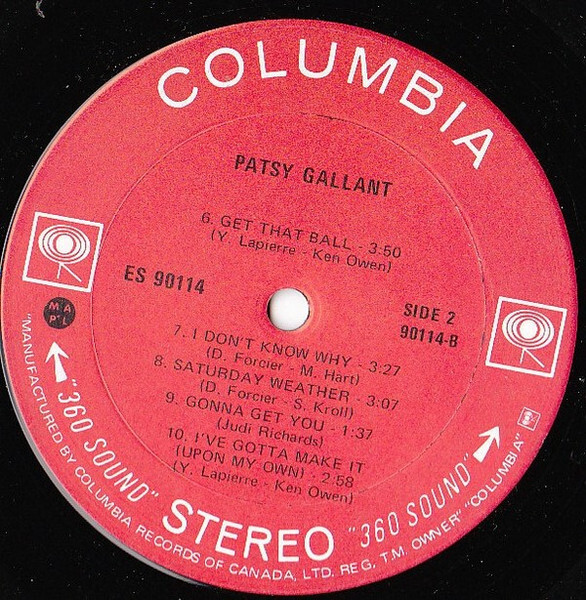 COLUMBIA
PATSY GALLANT
6. GET THAT BALL - 3:50
(Y. Lapierre - Ken Owen)
ES 90114
SIDE 2
90114-B
M A
P L
7. I DON'T KNOW WHY - 3:27
(D. Forcier - M. Hart)
8. SATURDAY WEATHER - 3:07
(D. Forcier - S. Kroll)
9. GONNA GET YOU - 1:37
(Judi Richards)
10. I'VE GOTTA MAKE IT
(UPON MY OWN) - 2:58
(Y. Lapierre - Ken Owen)
"360 SOUND" STEREO "360 SOUND"
"MANUFACTURED BY COLUMBIA RECORDS OF CANADA, LTD. REG. T.M. OWNER" "COLUMBIA"